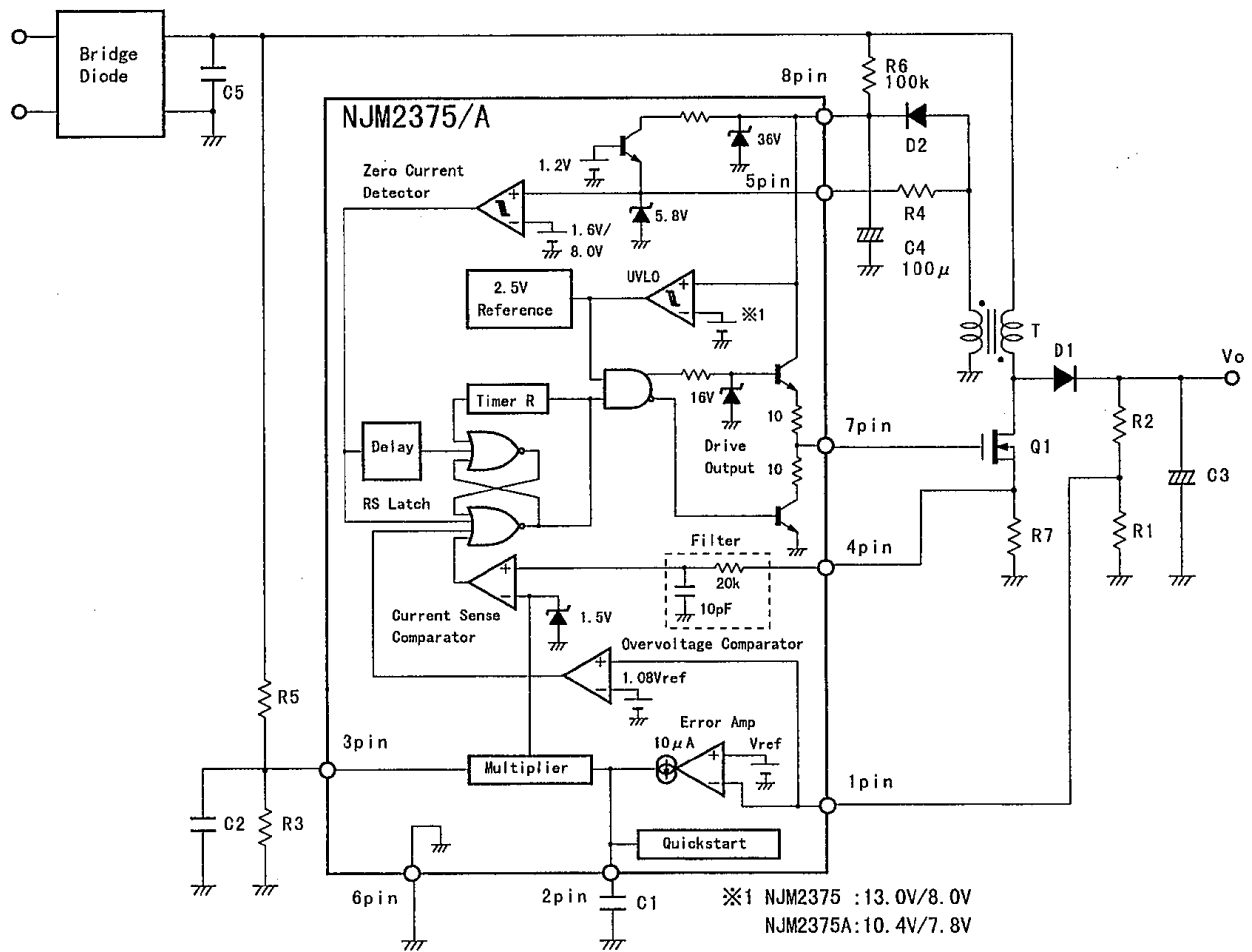 Bridge
Diode
C5
R6
100k
8pin
NJM2375/A
36V
D2
1.2V
Zero Current
Detector
5pin
R4
5.8V
1.6V/
8.0V
C4
100μ
UVLO
2.5V
Reference
※1
T
D1
Vo
16V
Timer R
10
7pin
R2
Delay
Drive
Output
Q1
10
C3
RS Latch
Filter
4pin
R7
R1
20k
10pF
Current Sense
Comparator
1.5V
Overvoltage Comparator
1.08Vref
R5
Error Amp
3pin
10μA
Vref
Multiplier
1pin
C2
R3
Quickstart
6pin
2pin
C1
※1 NJM2375 :13.0V/8.0V
NJM2375A:10.4V/7.8V